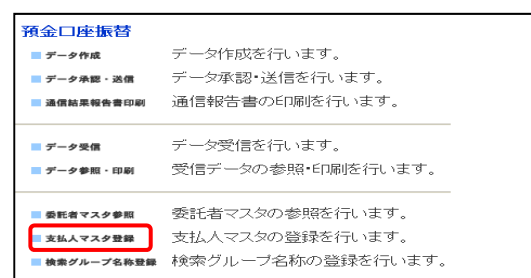 預金口座振替
データ作成 データ作成を行います。
データ承認・送信 データ承認・送信を行います。
通信結果報告書印刷 通信報告書の印刷を行います。
データ受信 データ受信を行います。
データ参照・印刷 受信データの参照・印刷を行います。
委託者マスタ参照 委託者マスタの参照を行います。
支払人マスタ登録 支払人マスタの登録を行います。
検索グループ名称登録 検索グループ名称の登録を行います。